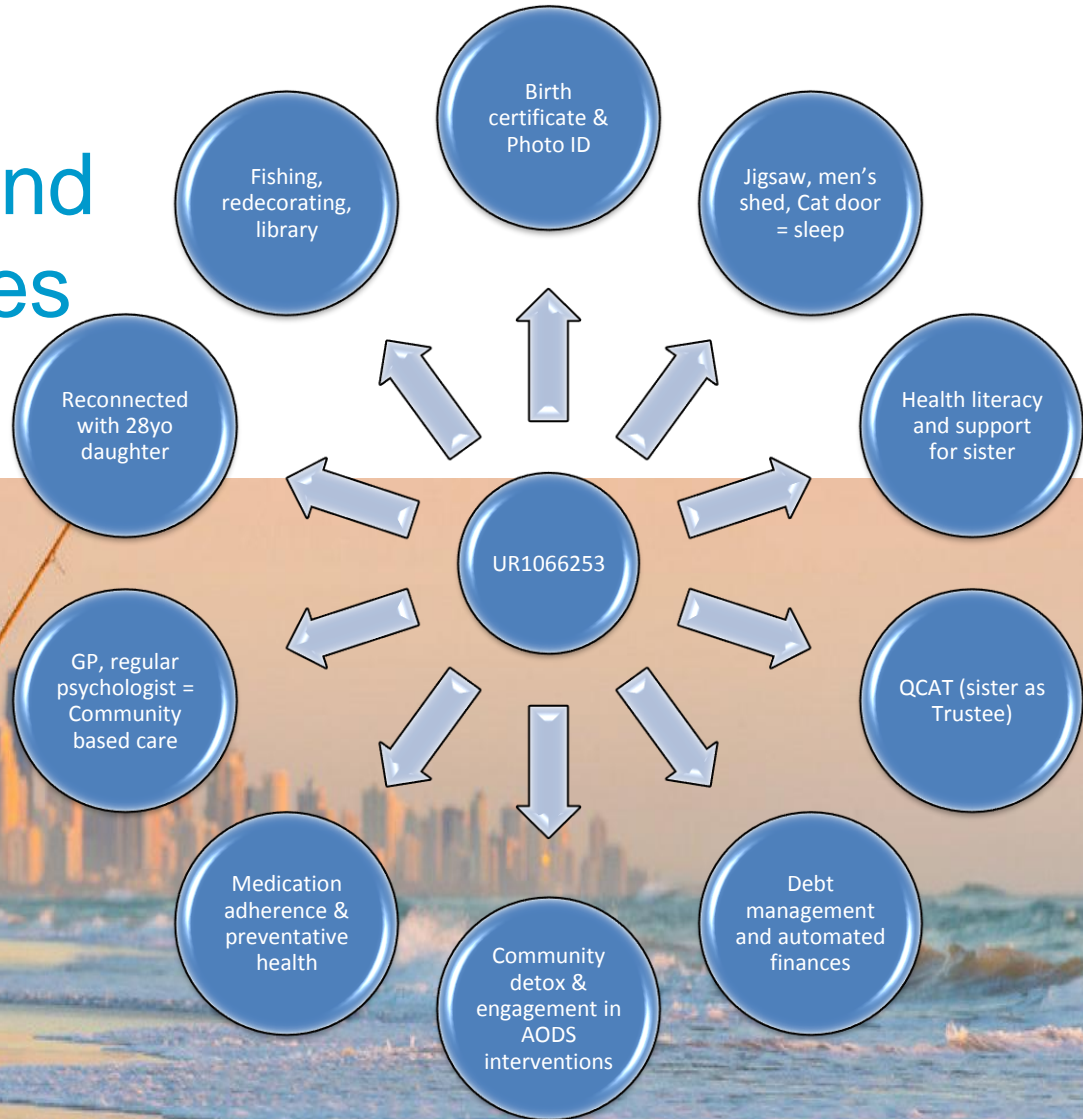 nd
es
Birth
certificate &
Photo ID
Jigsaw, men's
shed, Cat door
= sleep
Health literacy
and support
for sister
QCAT (sister as
Trustee)
Debt
management
and automated
finances
Community
detox &
engagement in
AODS
interventions
Medication
adherence &
preventative
health
GP, regular
psychologist =
Community
based care
Reconnected
with 28yo
daughter
Fishing,
redecorating,
library
UR1066253